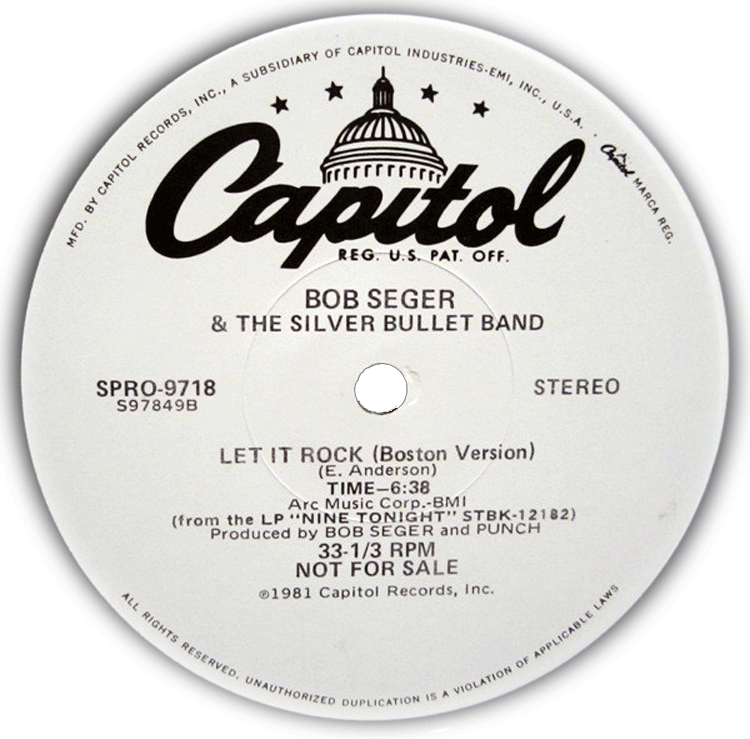 MFD. BY CAPITOL RECORDS, INC., A SUBSIDIARY OF CAPITOL INDUSTRIES-EMI, INC., U.S.A. . Capitol MARCA REG.
Capitol
REG. U.S. PAT. OFF.
BOB SEGER
& THE SILVER BULLET BAND
SPRO-9718
S97849B
STEREO
LET IT ROCK (Boston Version)
(E. Anderson)
TIME—6:38
Arc Music Corp.-BMI
(from the LP "NINE TONIGHT" STBK-12182)
Produced by BOB SEGER and PUNCH
33-1/3 RPM
NOT FOR SALE
℗1981 Capitol Records, Inc.
ALL RIGHTS RESERVED. UNAUTHORIZED DUPLICATION IS A VIOLATION OF APPLICABLE LAWS